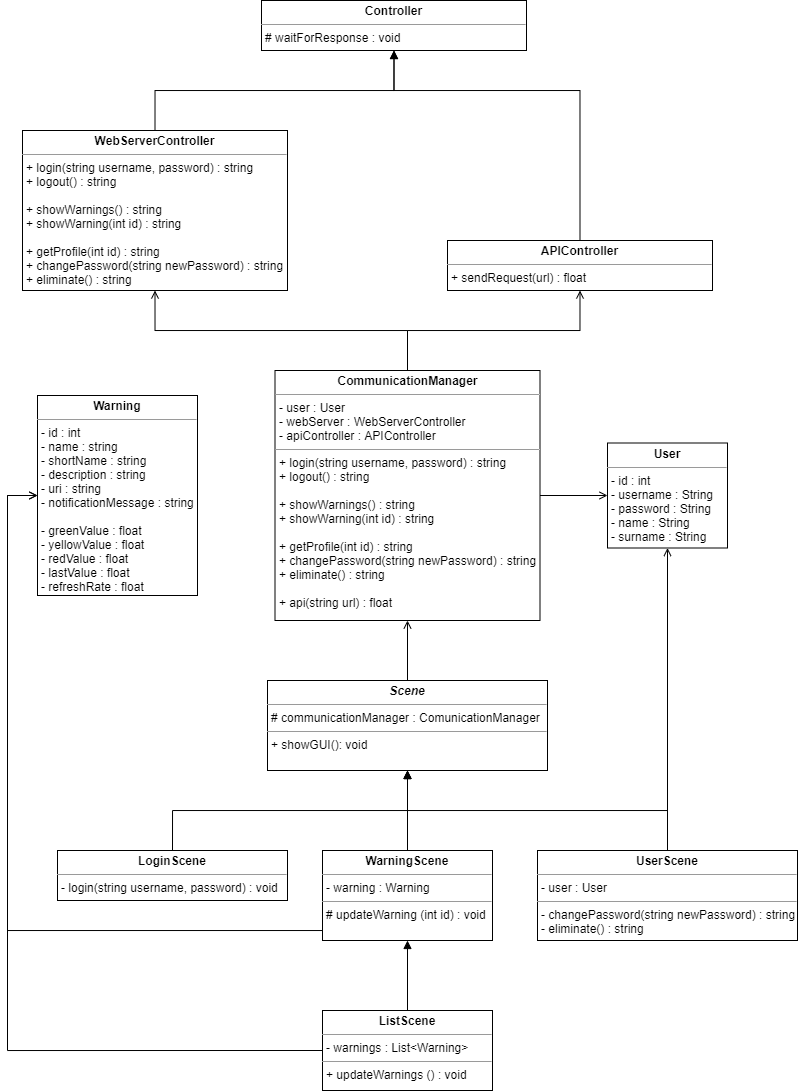 Controller
# waitForResponse : void
WebServerController
+ login(string username, password) : string
+ logout() : string
+ showWarnings() : string
+ showWarning(int id) : string
+ getProfile(int id) : string
+ changePassword(string newPassword) : string
+ eliminate() : string
APIController
+ sendRequest(url) : float
CommunicationManager
- user : User
- webServer : WebServerController
- apiController : APIController
+ login(string username, password) : string
+ logout() : string
+ showWarnings() : string
+ showWarning(int id) : string
+ getProfile(int id) : string
+ changePassword(string newPassword) : string
+ eliminate() : string
+ api(string url) : float
Warning
- id : int
- name : string
- shortName : string
- description : string
- uri : string
- notificationMessage : string
- greenValue : float
- yellowValue : float
- redValue : float
- lastValue : float
- refreshRate : float
User
- id : int
- username : String
- password : String
- name : String
- surname : String
Scene
# communicationManager : ComunicationManager
+ showGUI(): void
LoginScene
- login(string username, password) : void
WarningScene
- warning : Warning
# updateWarning (int id) : void
UserScene
- user : User
- changePassword(string newPassword) : string
- eliminate() : string
ListScene
- warnings : List<Warning>
+ updateWarnings () : void